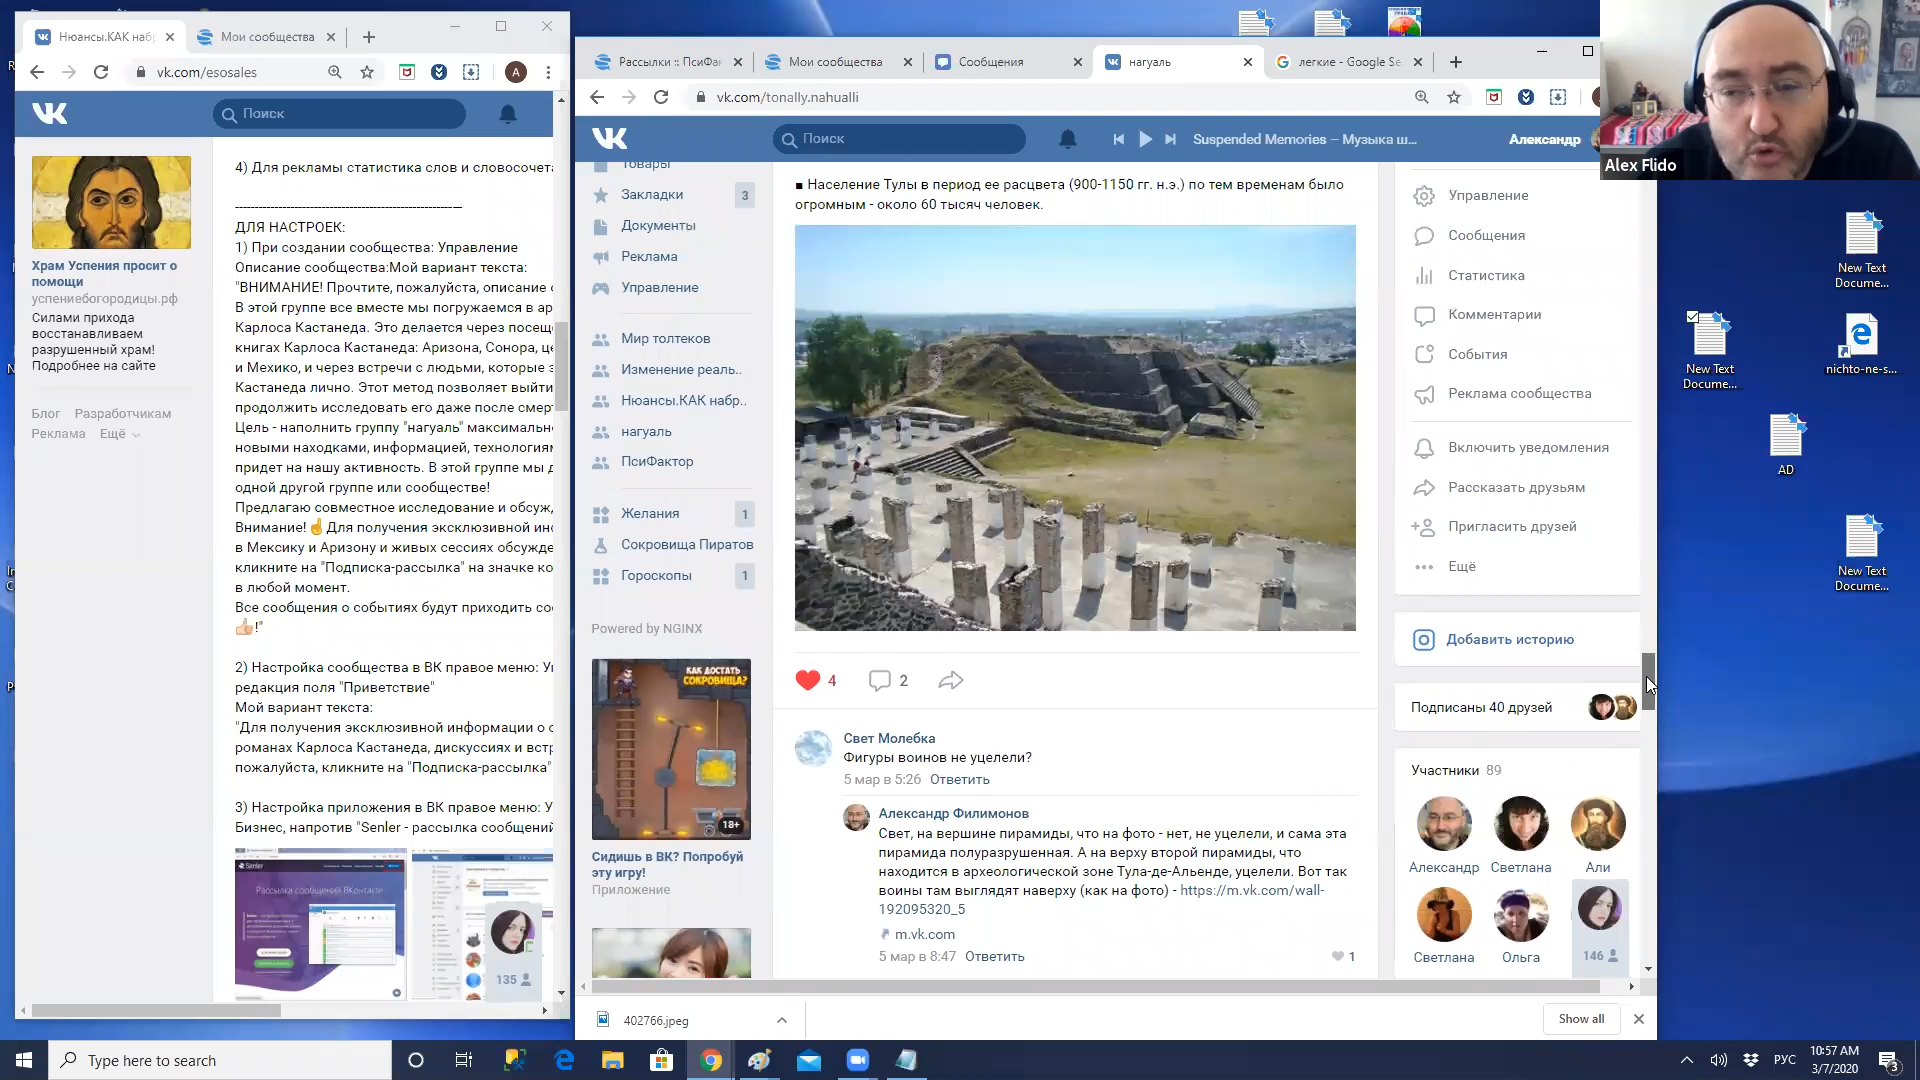 Нюансы.КАК наб
Мои сообщества
vk.com/esosales
A
Поиск
Храм Успения просит о
помощи
успениебогородицы.рф
Силами прихода
восстанавливаем
разрушенный храм!
Подробнее на сайте
Блог Разработчикам
Реклама Ещё
4) Для рекламы статистика слов и словосочета
------------------------------------------------------------
ДЛЯ НАСТРОЕК:
1) При создании сообщества: Управление
Описание сообщества:Мой вариант текста:
"ВНИМАНИЕ! Прочтите, пожалуйста, описание
В этой группе все вместе мы погружаемся в ар
Карлоса Кастанеда. Это делается через посещ
книгах Карлоса Кастанеда: Аризона, Сонора, це
и Мехико, и через встречи с людьми, которые
Кастанеда лично. Этот метод позволяет выйти
продолжить исследовать его даже после смер
Цель - наполнить группу "нагуаль" максимальн
новыми находками, информацией, технология
придет на нашу активность. В этой группе мы д
одной другой группе или сообществе!
Предлагаю совместное исследование и обсуж
Внимание!☝Для получения эксклюзивной ин
в Мексику и Аризону и живых сессиях обсужде
кликните на "Подписка-рассылка" на значке ко
в любой момент.
Все сообщения о событиях будут приходить со
👍!"
2) Настройка сообщества в ВК правое меню: У
редакция поля "Приветствие"
Мой вариант текста:
"Для получения эксклюзивной информации о с
романах Карлоса Кастанеда, дискуссиях и вст
пожалуйста, кликните на "Подписка-рассылка"
3) Настройка приложения в ВК правое меню: У
Бизнес, напротив "Senler - рассылка сообщений
Senler
Рассылка сообщений ВКонтакте
135
Рассылки :: ПсиФа
Мои сообщества
Сообщения
нагуаль
легкие - Google Se
vk.com/tonally.nahualli
Поиск
Suspended Memories – Музыка ш...
Александр
Товары
Закладки 3
Документы
Реклама
Управление
Мир толтеков
Изменение реаль..
Нюансы.КАК набр..
нагуаль
ПсиФактор
Желания 1
Сокровища Пиратов
Гороскопы 1
Powered by NGINX
КАК ДОСТАТЬ
СОКРОВИЩА?
18+
Сидишь в ВК? Попробуй
эту игру!
Приложение
■ Население Тулы в период ее расцвета (900-1150 гг. н.э.) по тем временам было
огромным - около 60 тысяч человек.
4 2
Свет Молебка
Фигуры воинов не уцелели?
5 мар в 5:26 Ответить
Александр Филимонов
Свет, на вершине пирамиды, что на фото - нет, не уцелели, и сама эта
пирамида полуразрушенная. А на верху второй пирамиды, что
находится в археологической зоне Тула-де-Альенде, уцелели. Вот так
воины там выглядят наверху (как на фото) - https://m.vk.com/wall-
192095320_5
m.vk.com
5 мар в 8:47 Ответить 1
Управление
Сообщения
Статистика
Комментарии
События
Реклама сообщества
Включить уведомления
Рассказать друзьям
Пригласить друзей
Ещё
Добавить историю
Подписаны 40 друзей
Участники 89
Александр Светлана Али
Светлана Ольга
146
402766.jpeg
Show all
Alex Flido
New Text
Docume...
New Text
Docume...
nichto-ne-s...
AD
New Text
Docume...
Type here to search
РУС
10:57 AM
3/7/2020
3